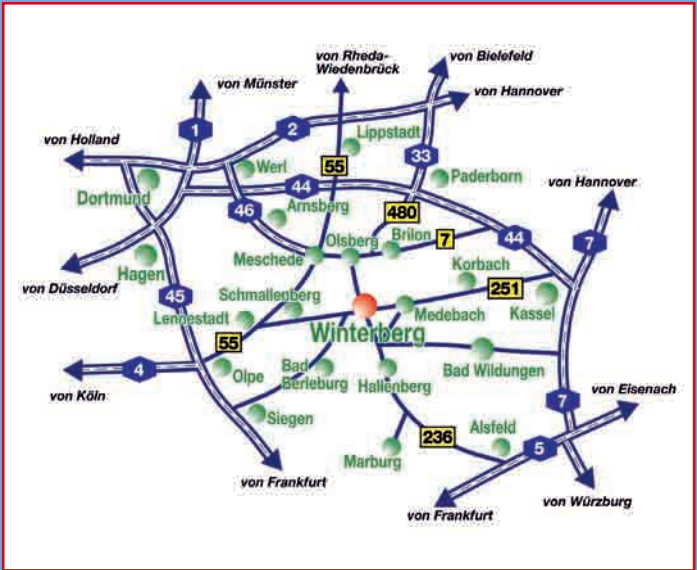 von Rheda-
Wiedenbrück
von Bielefeld
von Münster
von Hannover
1
2
Lippstadt
von Holland
33
Werl
55
Paderborn
44
Dortmund
von Hannover
46
Arnsberg
480
Brilon
7
44
7
Olsberg
Meschede
Hagen
Korbach
von Düsseldorf
251
45
Schmallenberg
Kassel
Medebach
Lennestadt
Winterberg
55
4
Olpe
Bad
Berleburg
Hallenberg
Bad Wildungen
von Köln
von Eisenach
7
Siegen
236
Alsfeld
5
Marburg
von Frankfurt
von Würzburg
von Frankfurt